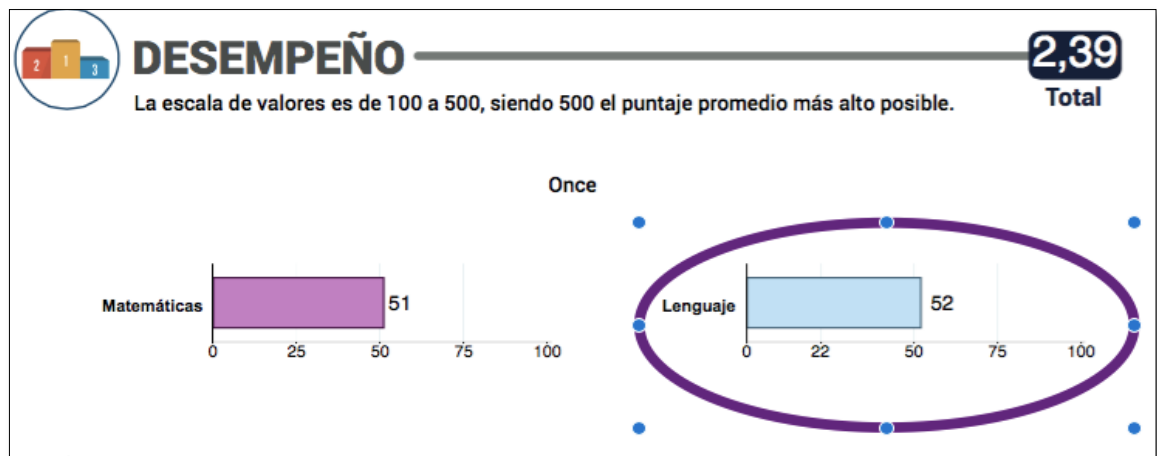 2 1 3
DESEMPEÑO
2,39
Total
La escala de valores es de 100 a 500, siendo 500 el puntaje promedio más alto posible.
Once
Matemáticas
51
0 25 50 75 100
Lenguaje
52
0 22 50 75 100